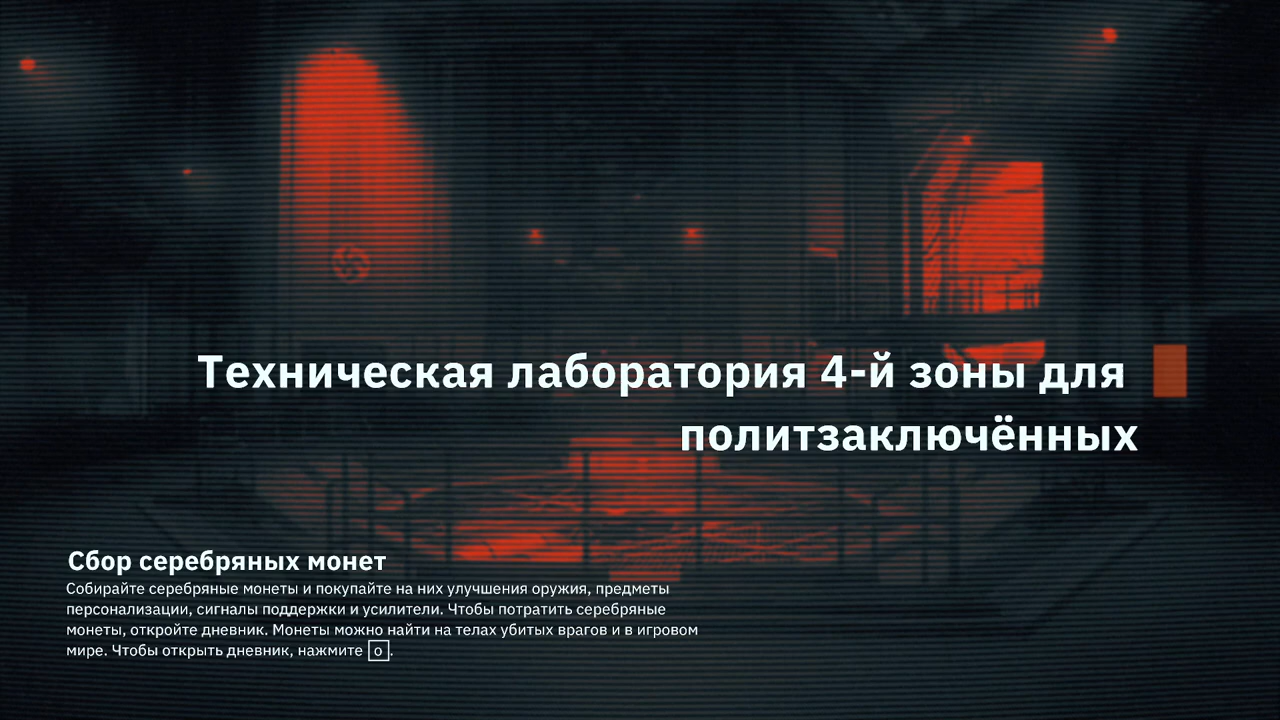 Техническая лаборатория 4-й зоны для
политзаключённых
Сбор серебряных монет
Собирайте серебряные монеты и покупайте на них улучшения оружия, предметы
персонализации, сигналы поддержки и усилители. Чтобы потратить серебряные
монеты, откройте дневник. Монеты можно найти на телах убитых врагов и в игровом
мире. Чтобы открыть дневник, нажмите o.